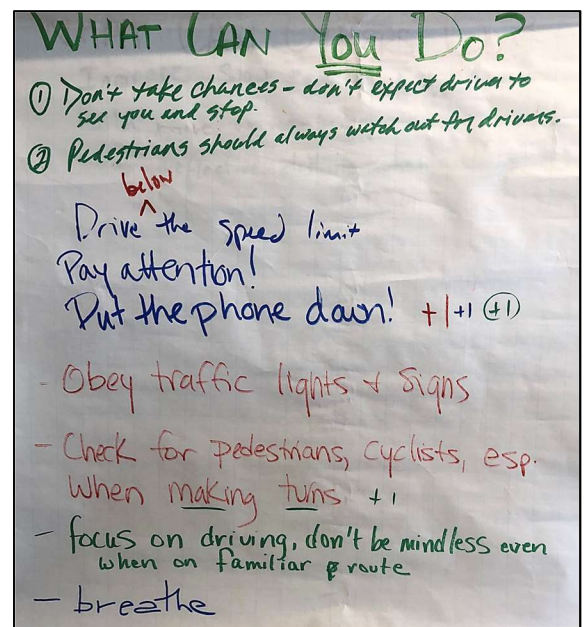 WHAT CAN YOU DO?
① Don't take chances - don't expect driver to
see you and stop.
② Pedestrians should always watch out for drivers.
below
Drive ^ the speed limit
Pay attention!
Put the phone down! +1 +1 +1
- Obey traffic lights & signs
- Check for pedestrians, cyclists, esp.
when making turns +1
- focus on driving, don't be mindless even
when on familiar route
- breathe